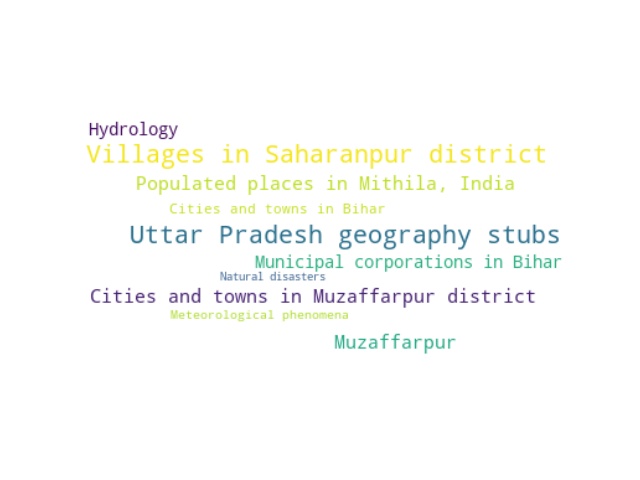 Hydrology
Villages in Saharanpur district
Populated places in Mithila, India
Cities and towns in Bihar
Uttar Pradesh geography stubs
Municipal corporations in Bihar
Natural disasters
Cities and towns in Muzaffarpur district
Meteorological phenomena
Muzaffarpur